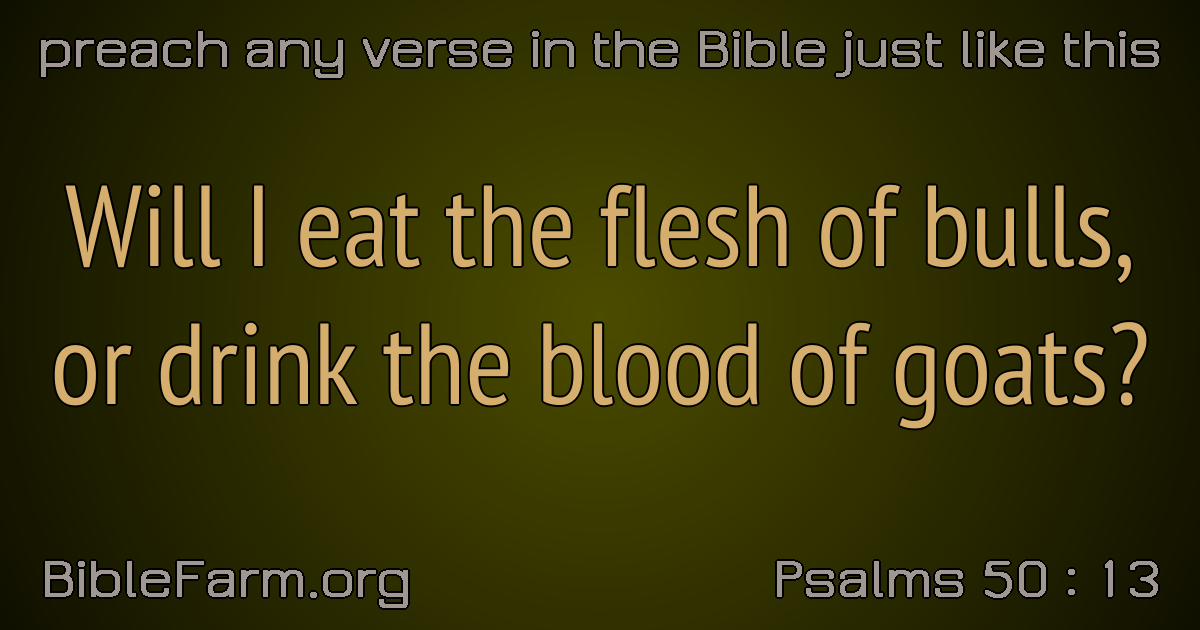 preach any verse in the Bible just like this
Will I eat the flesh of bulls,
or drink the blood of goats?
BibleFarm.org
Psalms 50 : 13